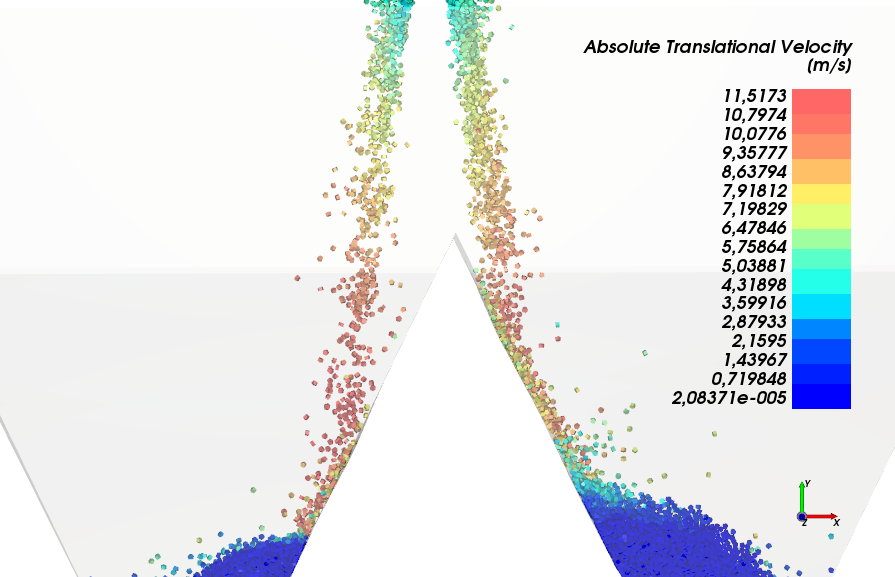 Absolute Translational Velocity
(m/s)
11,5173
10,7974
10,0776
9,35777
8,63794
7,91812
7,19829
6,47846
5,75864
5,03881
4,31898
3,59916
2,87933
2,1595
1,43967
0,719848
2,08371e-005
Y
Z
X